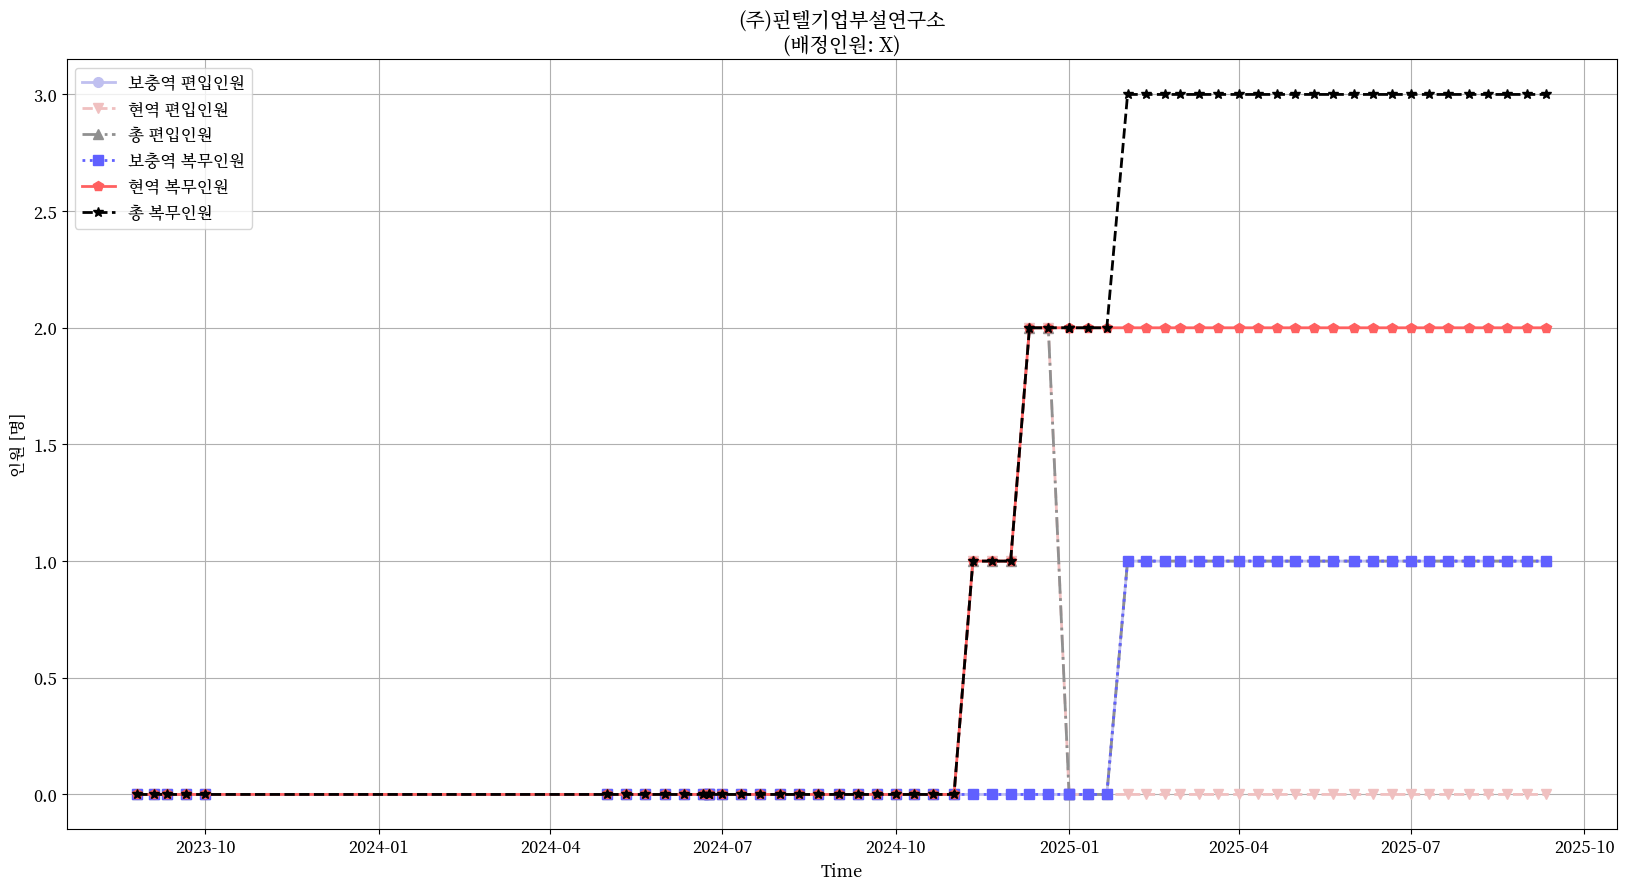 (주)핀텔기업부설연구소
(배정인원: X)
보충역 편입인원
현역 편입인원
총 편입인원
보충역 복무인원
현역 복무인원
총 복무인원
3.0
2.5
2.0
1.5
1.0
0.5
0.0
인원 [명]
2023-10 2024-01 2024-04 2024-07 2024-10 2025-01 2025-04 2025-07 2025-10
Time